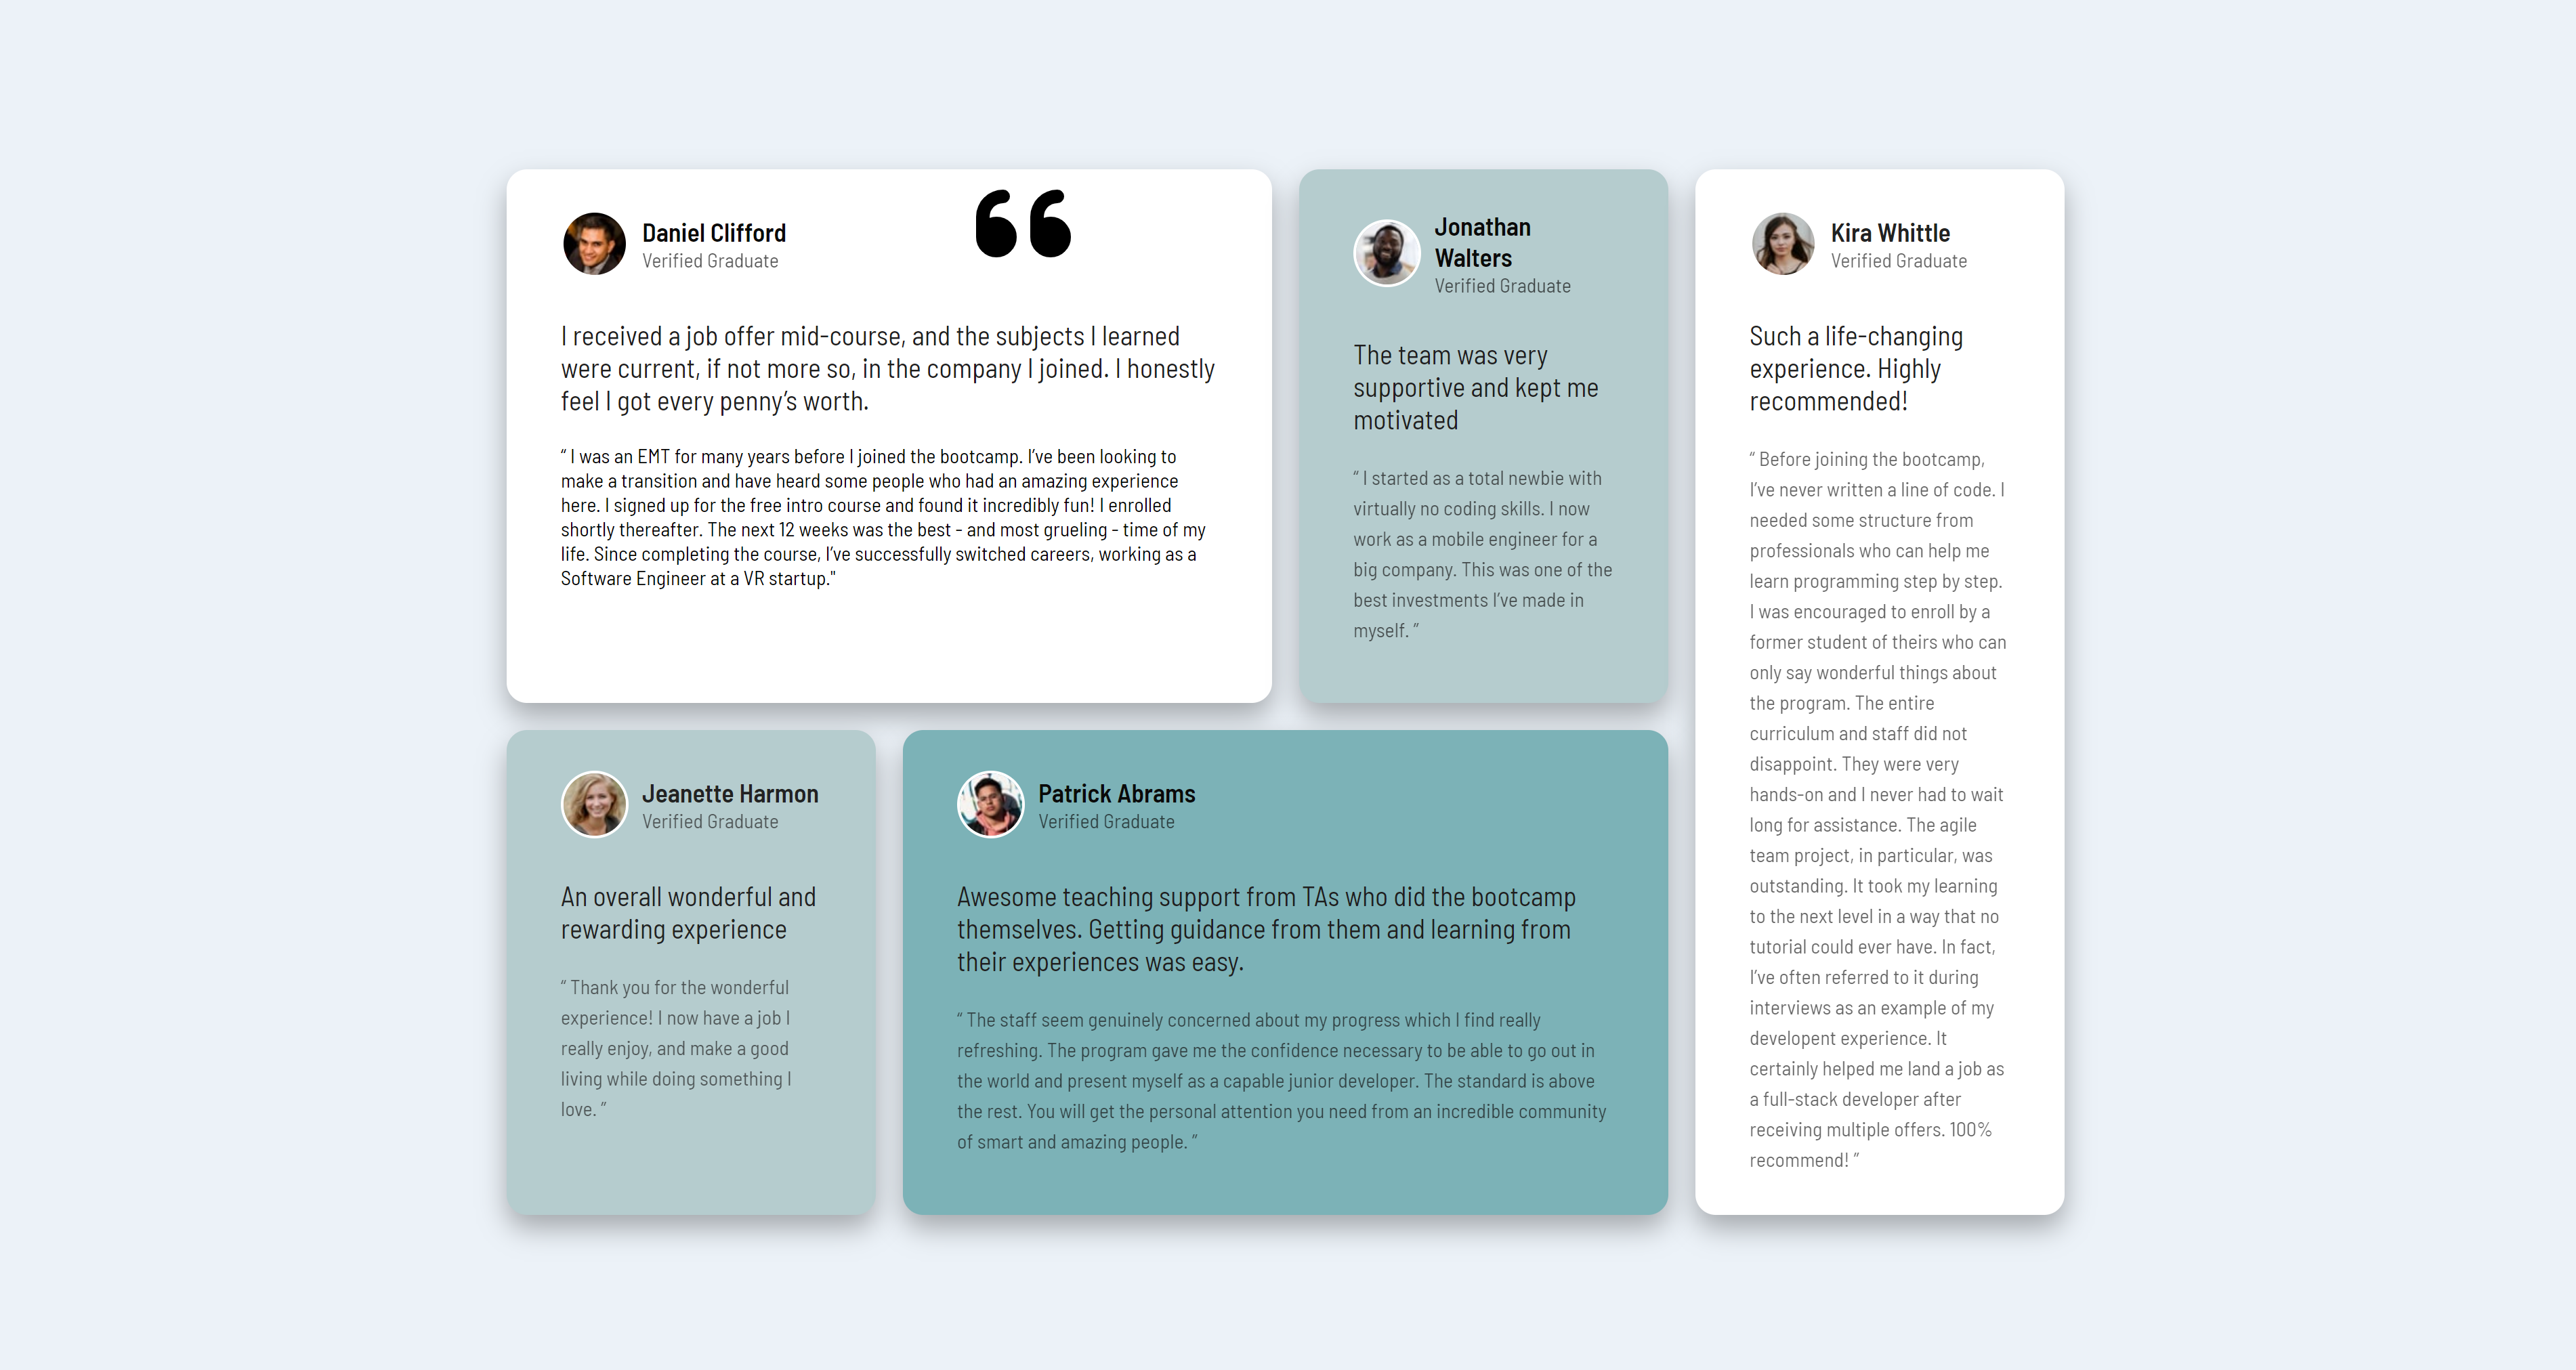 Daniel Clifford
Verified Graduate
I received a job offer mid-course, and the subjects I learned
were current, if not more so, in the company I joined. I honestly
feel I got every penny’s worth.
“ I was an EMT for many years before I joined the bootcamp. I’ve been looking to
make a transition and have heard some people who had an amazing experience
here. I signed up for the free intro course and found it incredibly fun! I enrolled
shortly thereafter. The next 12 weeks was the best - and most grueling - time of my
life. Since completing the course, I’ve successfully switched careers, working as a
Software Engineer at a VR startup."
Jonathan
Walters
Verified Graduate
The team was very
supportive and kept me
motivated
“ I started as a total newbie with
virtually no coding skills. I now
work as a mobile engineer for a
big company. This was one of the
best investments I’ve made in
myself. ”
Kira Whittle
Verified Graduate
Such a life-changing
experience. Highly
recommended!
“ Before joining the bootcamp,
I’ve never written a line of code. I
needed some structure from
professionals who can help me
learn programming step by step.
I was encouraged to enroll by a
former student of theirs who can
only say wonderful things about
the program. The entire
curriculum and staff did not
disappoint. They were very
hands-on and I never had to wait
long for assistance. The agile
team project, in particular, was
outstanding. It took my learning
to the next level in a way that no
tutorial could ever have. In fact,
I’ve often referred to it during
interviews as an example of my
developent experience. It
certainly helped me land a job as
a full-stack developer after
receiving multiple offers. 100%
recommend! ”
Jeanette Harmon
Verified Graduate
An overall wonderful and
rewarding experience
“ Thank you for the wonderful
experience! I now have a job I
really enjoy, and make a good
living while doing something I
love. ”
Patrick Abrams
Verified Graduate
Awesome teaching support from TAs who did the bootcamp
themselves. Getting guidance from them and learning from
their experiences was easy.
“ The staff seem genuinely concerned about my progress which I find really
refreshing. The program gave me the confidence necessary to be able to go out in
the world and present myself as a capable junior developer. The standard is above
the rest. You will get the personal attention you need from an incredible community
of smart and amazing people. ”